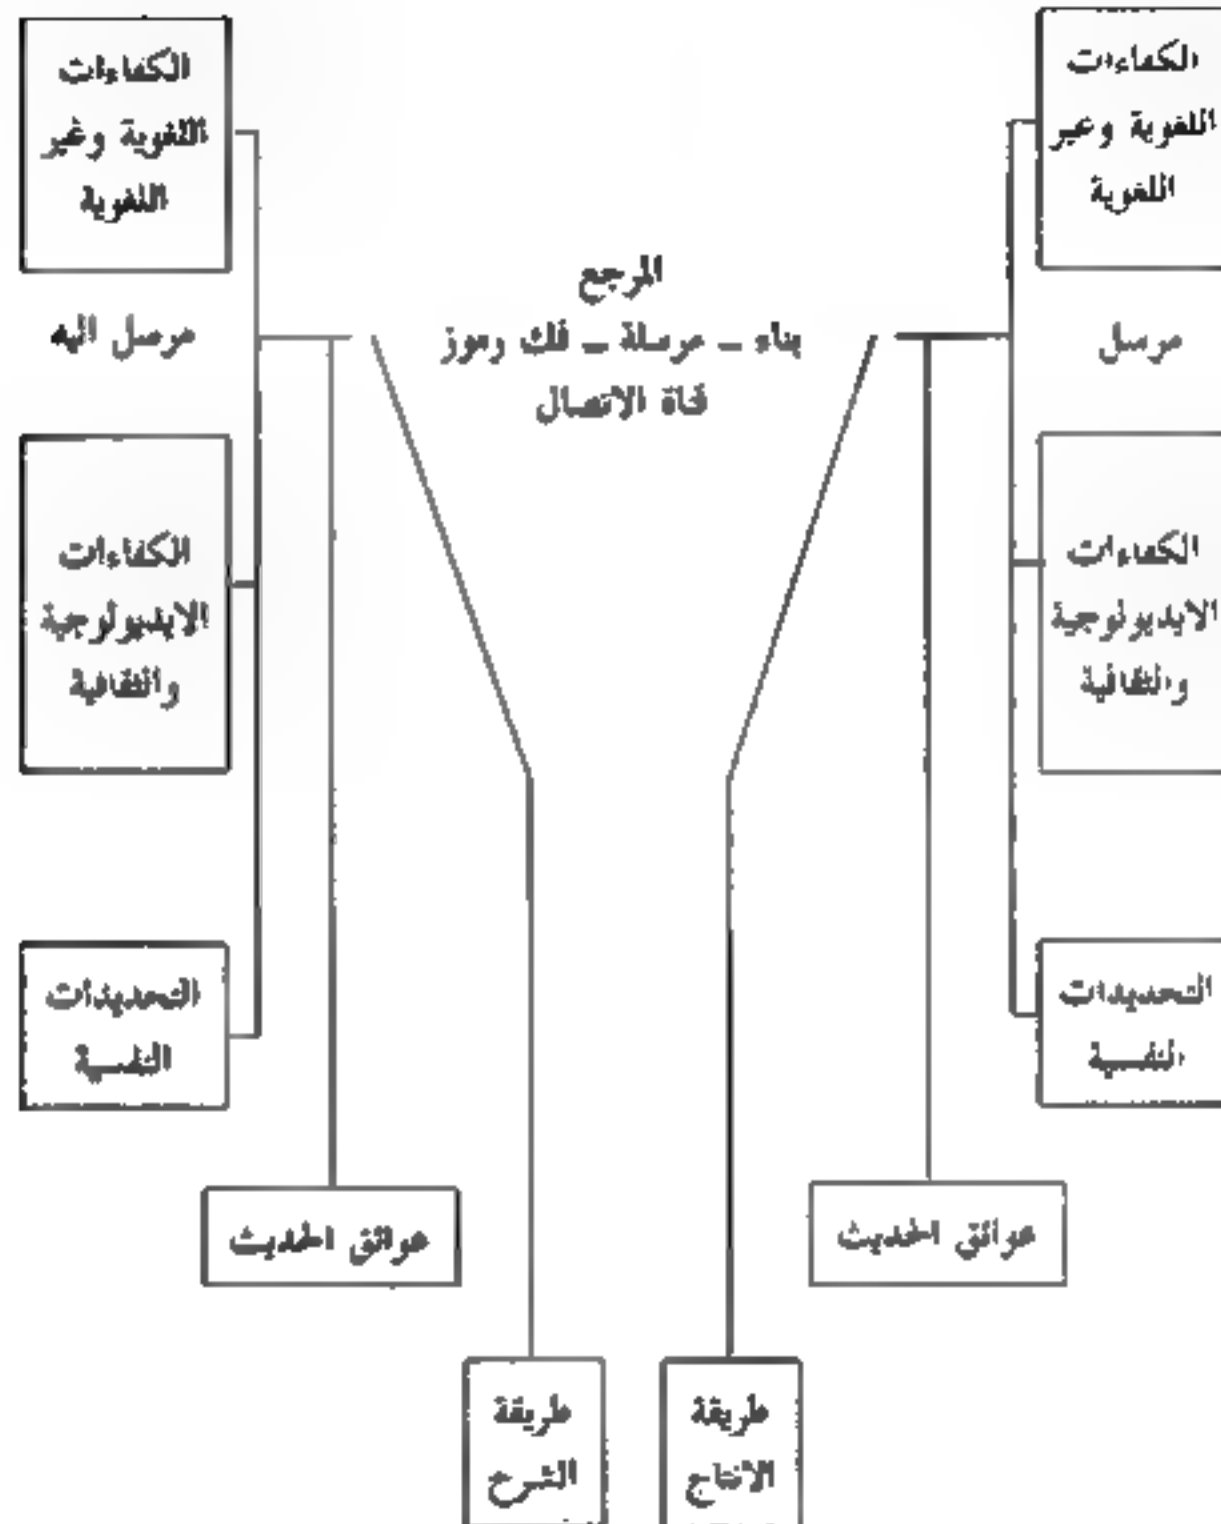 الكفاءات
اللغوية وغير
اللغوية
مرسل
الكفاءات
الايديولوجية
والثقافية
التحديدات
النفسية
عوائق الحديث
طريقة
الانتاج
المرجع
بناء - مرسلة - فك رموز
قناة الاتصال
الكفاءات
اللغوية وغير
اللغوية
مرسل اليه
الكفاءات
الايديولوجية
والثقافية
التحديدات
النفسية
عوائق الحديث
طريقة
الشرح